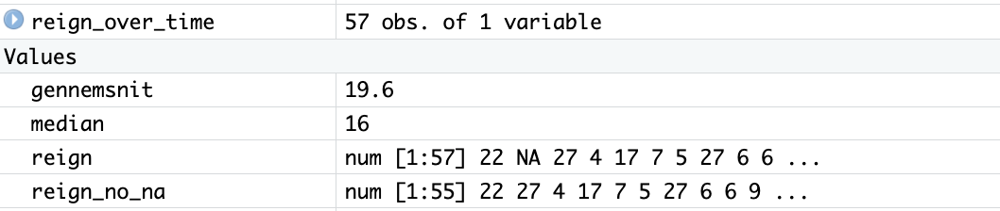 reign_over_time 57 obs. of 1 variable
Values
gennemsnit 19.6
median 16
reign num [1:57] 22 NA 27 4 17 7 5 27 6 6 ...
reign_no_na num [1:55] 22 27 4 17 7 5 27 6 6 9 ...